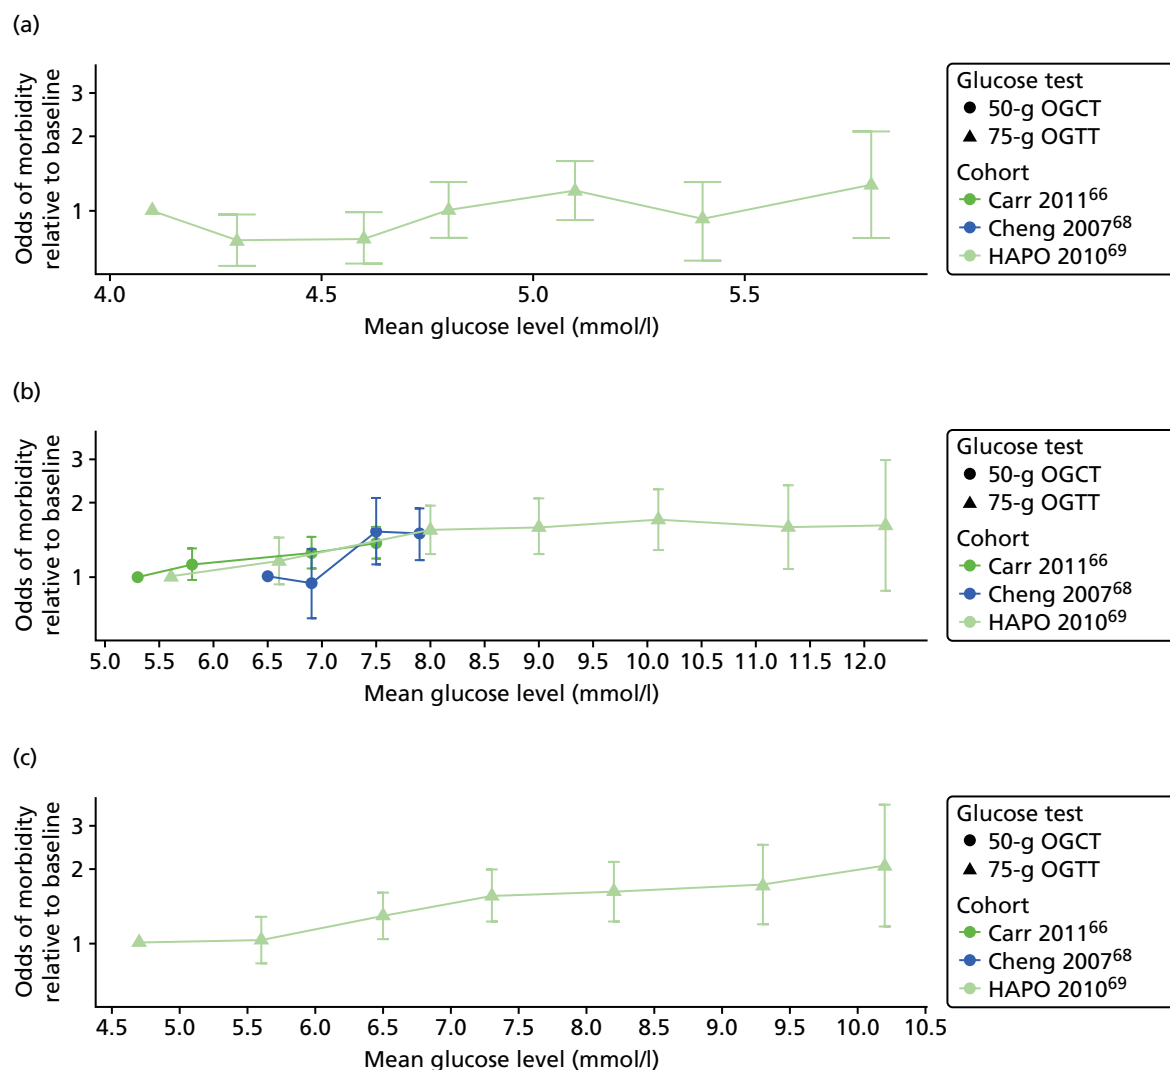 (a)
Odds of morbidity
relative to baseline
3
2
1
4.0 4.5 5.0 5.5
Mean glucose level (mmol/l)
Glucose test
50-g OGCT
75-g OGTT
Cohort
Carr 2011⁶⁶
Cheng 2007⁶⁸
HAPO 2010⁶⁹
(b)
Odds of morbidity
relative to baseline
3
2
1
5.0 5.5 6.0 6.5 7.0 7.5 8.0 8.5 9.0 9.5 10.0 10.5 11.0 11.5 12.0
Mean glucose level (mmol/l)
Glucose test
50-g OGCT
75-g OGTT
Cohort
Carr 2011⁶⁶
Cheng 2007⁶⁸
HAPO 2010⁶⁹
(c)
Odds of morbidity
relative to baseline
3
2
1
4.5 5.0 5.5 6.0 6.5 7.0 7.5 8.0 8.5 9.0 9.5 10.0 10.5
Mean glucose level (mmol/l)
Glucose test
50-g OGCT
75-g OGTT
Cohort
Carr 2011⁶⁶
Cheng 2007⁶⁸
HAPO 2010⁶⁹